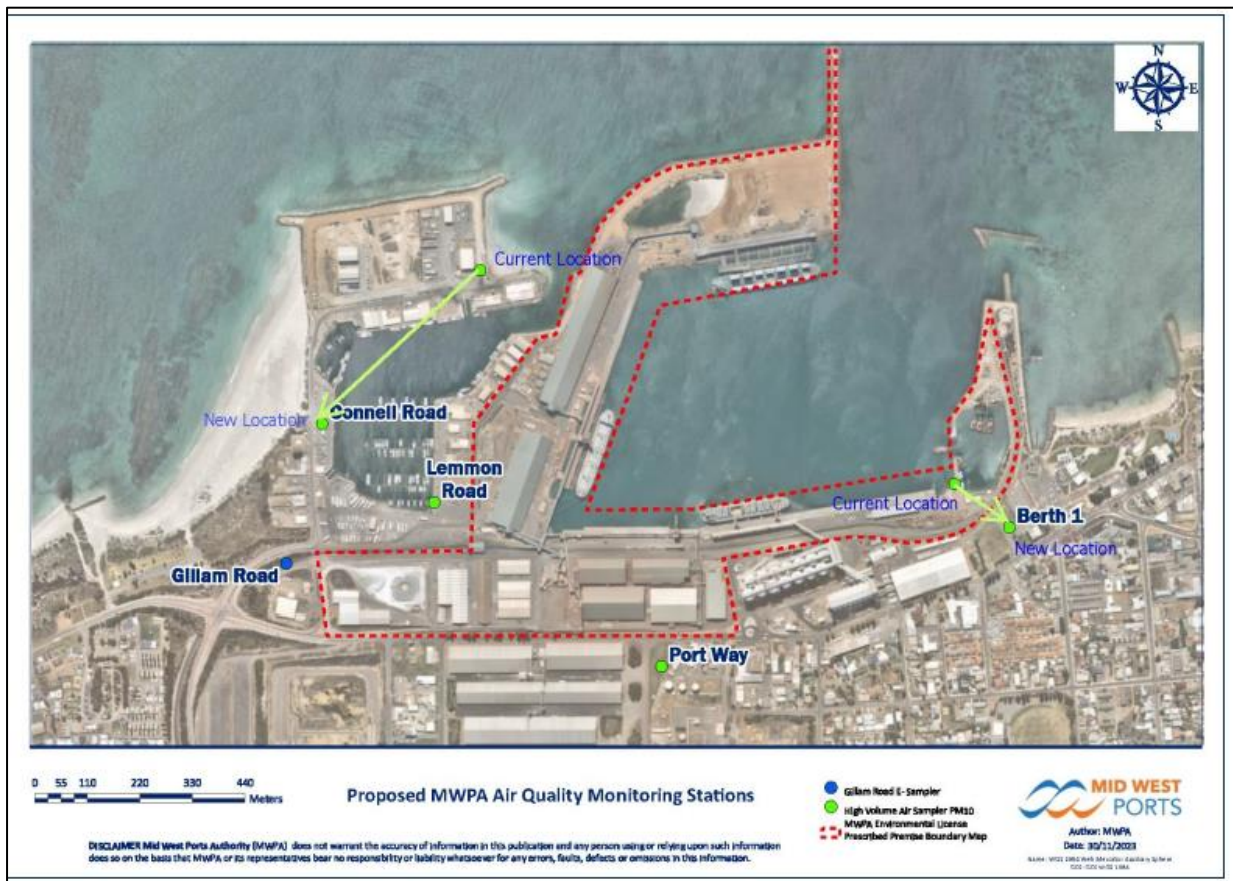 N
W E
S
Current Location
New Location
Connell Road
Lemmon
Road
Current Location
Berth 1
New Location
Gillam Road
Port Way
0 55 110 220 330 440
Meters
Proposed MWPA Air Quality Monitoring Stations
Gillam Road E- Sampler
High Volume Air Sampler PM10
MWPA Environmental License
Prescribed Premise Boundary Map
MID WEST
PORTS
Author: MWPA
Date: 30/11/2023
DISCLAIMER Mid West Ports Authority (MWPA) does not warrant the accuracy of information in this publication and any person using or relying upon such information
does so on the basis that MWPA or its representatives bear no responsibility or liability whatsoever for any errors, faults, defects or omissions in this information.